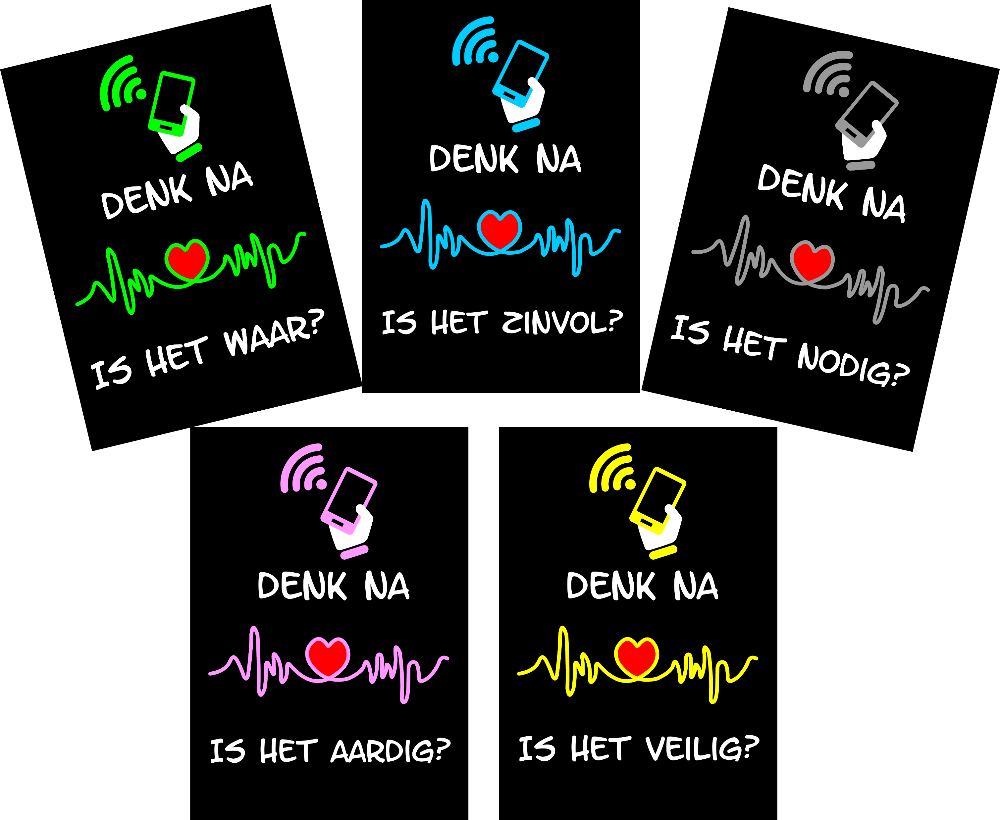 DENK NA
IS HET WAAR?
DENK NA
IS HET ZINVOL?
DENK NA
IS HET NODIG?
DENK NA
IS HET AARDIG?
DENK NA
IS HET VEILIG?